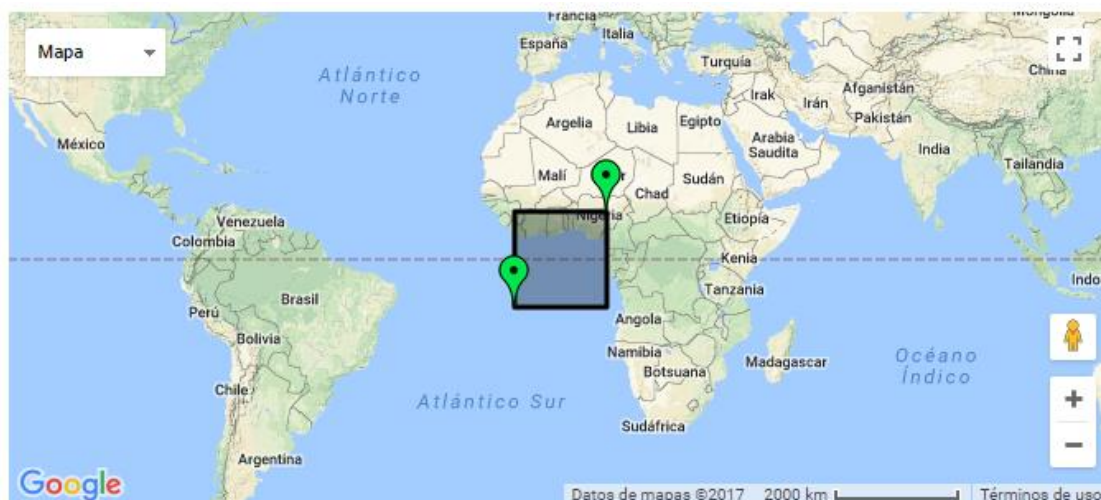 Mapa
Mongolia
Francia
Italia
España
Turquía
China
Atlántico
Norte
Afganistán
Irak
Irán
Pakistán
Argelia
Libia
Egipto
Arabia
Saudita
México
India
Tailandia
Malí
Chad
Sudán
Nigeria
Etiopía
Venezuela
Colombia
Kenia
Indo
Tanzania
Brasil
Perú
Angola
Bolivia
Namibia
Madagascar
Botsuana
Océano
Índico
Chile
Atlántico Sur
Sudáfrica
Argentina
Google
Datos de mapas ©2017 2000 km Términos de uso